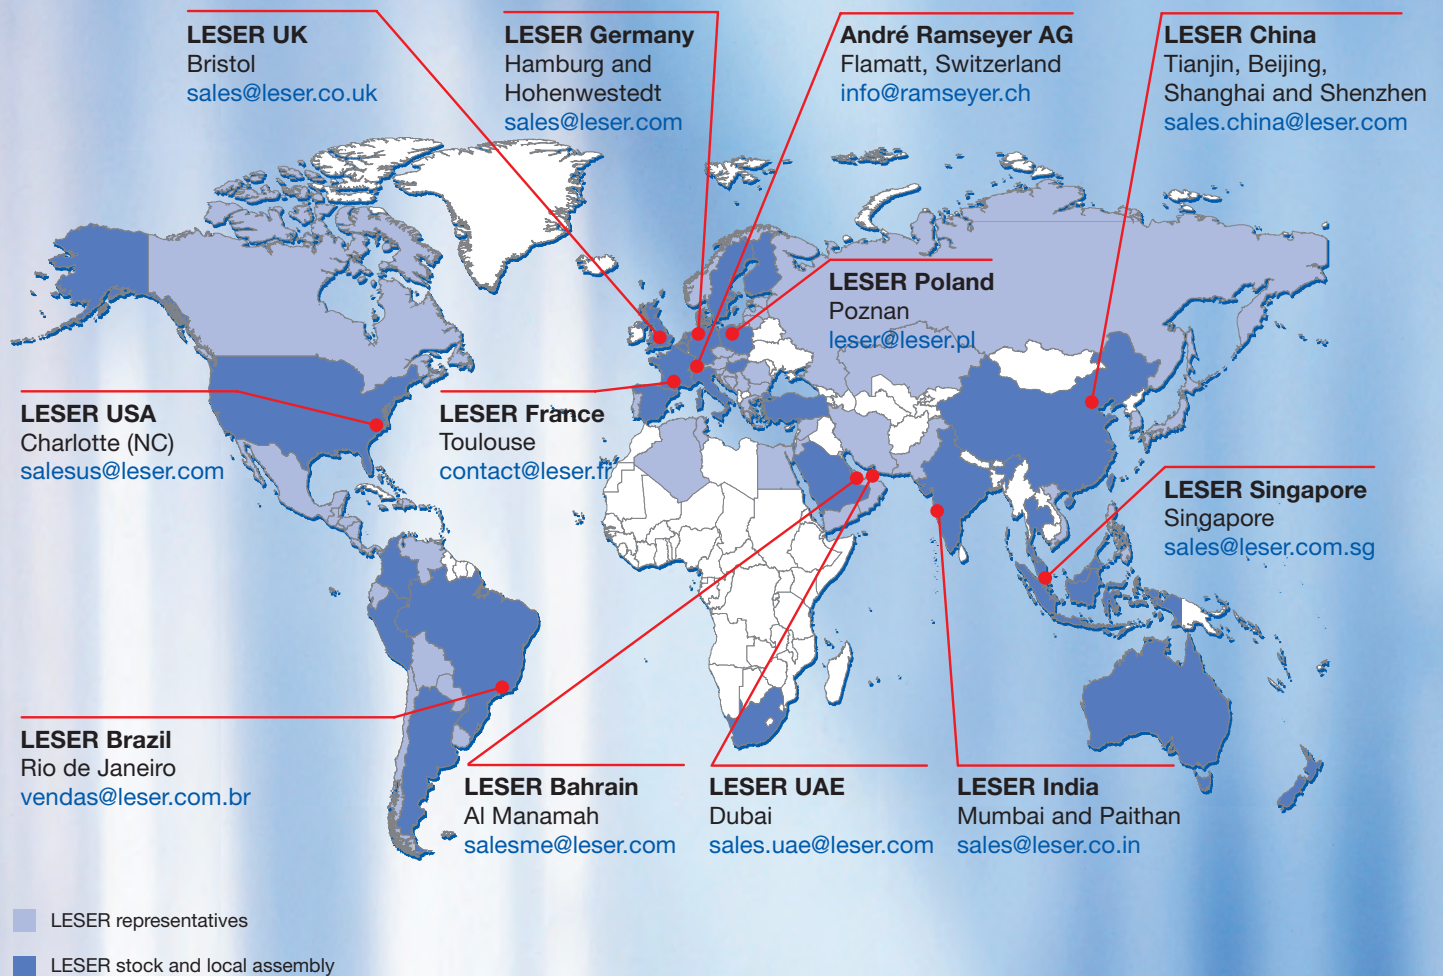 LESER UK
Bristol
sales@leser.co.uk
LESER Germany
Hamburg and
Hohenwestedt
sales@leser.com
André Ramseyer AG
Flamatt, Switzerland
info@ramseyer.ch
LESER China
Tianjin, Beijing,
Shanghai and Shenzhen
sales.china@leser.com
LESER Poland
Poznan
leser@leser.pl
LESER USA
Charlotte (NC)
salesus@leser.com
LESER France
Toulouse
contact@leser.fr
LESER Singapore
Singapore
sales@leser.com.sg
LESER Brazil
Rio de Janeiro
vendas@leser.com.br
LESER Bahrain
Al Manamah
salesme@leser.com
LESER UAE
Dubai
sales.uae@leser.com
LESER India
Mumbai and Paithan
sales@leser.co.in
LESER representatives
LESER stock and local assembly